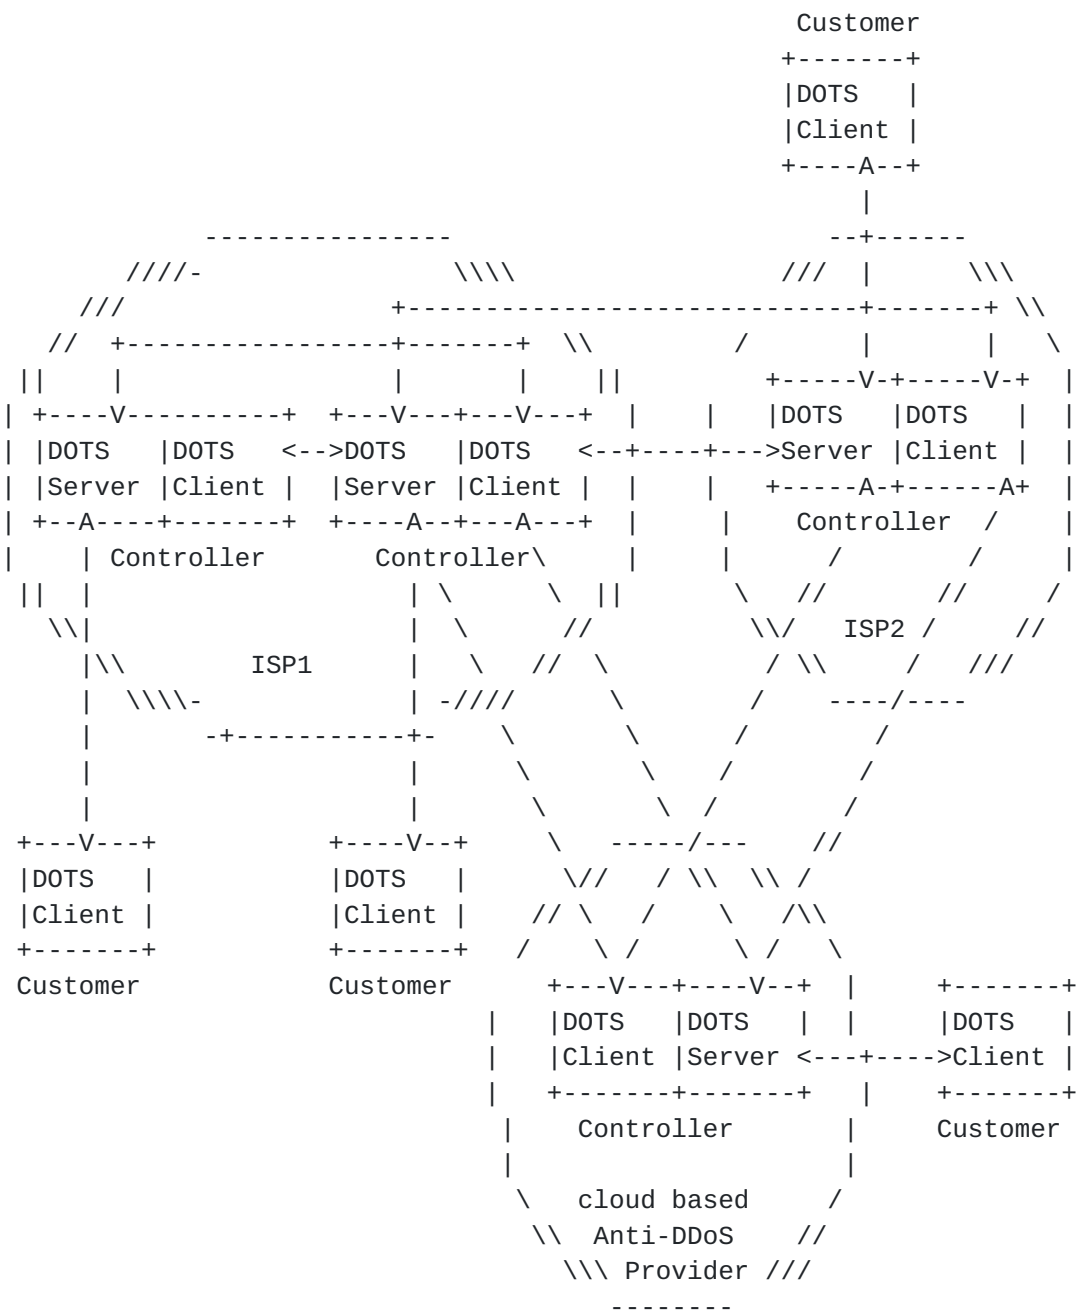 Customer
                                                  +-------+
                                                  |DOTS   |
                                                  |Client |
                                                  +----A--+
                                                       |
             ----------------                        --+------
        ////-                \\\\                 ///  |      \\\
     ///                 +-----------------------------+-------+ \\
   //  +-----------------+-------+  \\         /       |       |   \
 ||    |                 |       |    ||         +-----V-+-----V-+  |
| +----V----------+  +---V---+---V---+  |    |   |DOTS   |DOTS   |  |
| |DOTS   |DOTS   <-->DOTS   |DOTS   <--+----+--->Server |Client |  |
| |Server |Client |  |Server |Client |  |    |   +-----A-+------A+  |
| +--A----+-------+  +----A--+---A---+  |     |    Controller  /    |
|    | Controller       Controller\     |     |      /        /     |
 ||  |                    | \      \  ||       \   //       //     /
   \\|                    |  \      //          \\/   ISP2 /     //
     |\\        ISP1      |   \   //  \          / \\     /   ///
     |  \\\\-             | -////      \        /    ----/----
     |       -+-----------+-    \       \      /        /
     |                    |      \       \    /        /
     |                    |       \       \  /        /
 +---V---+           +----V--+     \   -----/---    //
 |DOTS   |           |DOTS   |      \//   / \\  \\ /
 |Client |           |Client |    // \   /    \   /\\
 +-------+           +-------+   /    \ /      \ /   \
 Customer            Customer      +---V---+----V--+  |     +-------+
                               |   |DOTS   |DOTS   |  |     |DOTS   |
                               |   |Client |Server <---+---->Client |
                               |   +-------+-------+   |    +-------+
                                |    Controller       |     Customer
                                |                     |
                                 \   cloud based     /
                                  \\  Anti-DDoS    //
                                    \\\ Provider ///
                                       --------